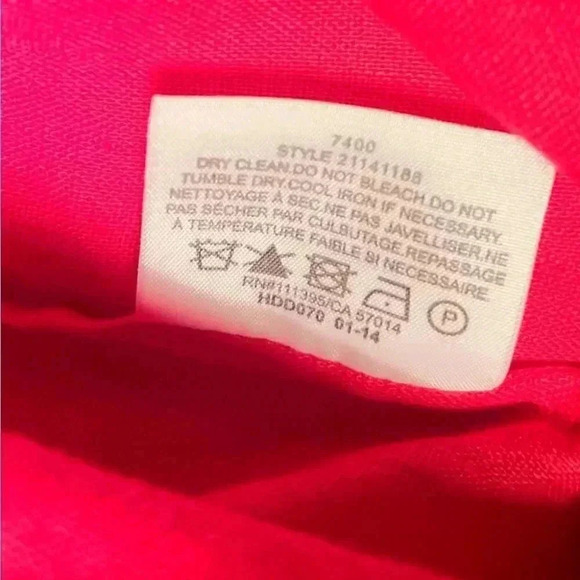 7400
STYLE 21141188
DRY CLEAN.DO NOT BLEACH.DO NOT
TUMBLE DRY.COOL IRON IF NECESSARY.
NETTOYAGE À SEC.NE PAS JAVELLISER.NE
PAS SÉCHER PAR CULBUTAGE.REPASSAGE
À TEMPÉRATURE FAIBLE SI NÉCESSAIRE.
P
RN#111395/CA 57014
HDD070 01-14